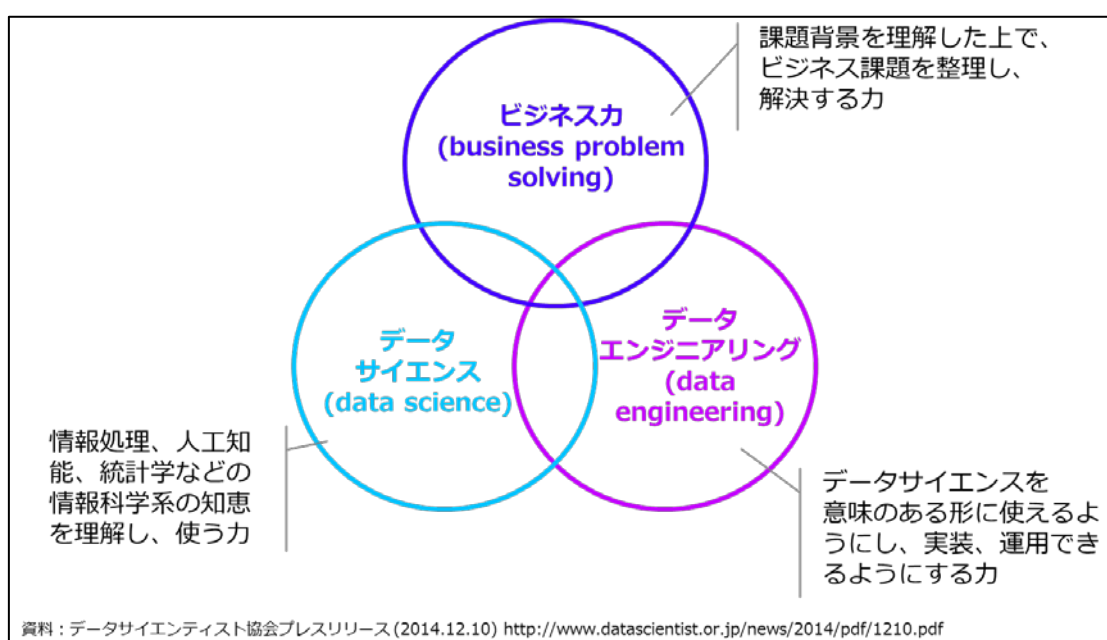 課題背景を理解した上で、
ビジネス課題を整理し、
解決する力
ビジネス力
(business problem
solving)
データ
サイエンス
(data science)
データ
エンジニアリング
(data
engineering)
情報処理、人工知
能、統計学などの
情報科学系の知恵
を理解し、使う力
データサイエンスを
意味のある形に使えるよ
うにし、実装、運用でき
るようにする力
資料：データサイエンティスト協会プレスリリース(2014.12.10) http://www.datascientist.or.jp/news/2014/pdf/1210.pdf